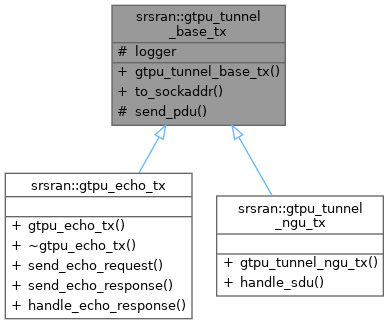 srsran::gtpu_tunnel
_base_tx
# logger
+ gtpu_tunnel_base_tx()
+ to_sockaddr()
# send_pdu()
srsran::gtpu_echo_tx
+ gtpu_echo_tx()
+ ~gtpu_echo_tx()
+ send_echo_request()
+ send_echo_response()
+ handle_echo_response()
srsran::gtpu_tunnel
_ngu_tx
+ gtpu_tunnel_ngu_tx()
+ handle_sdu()